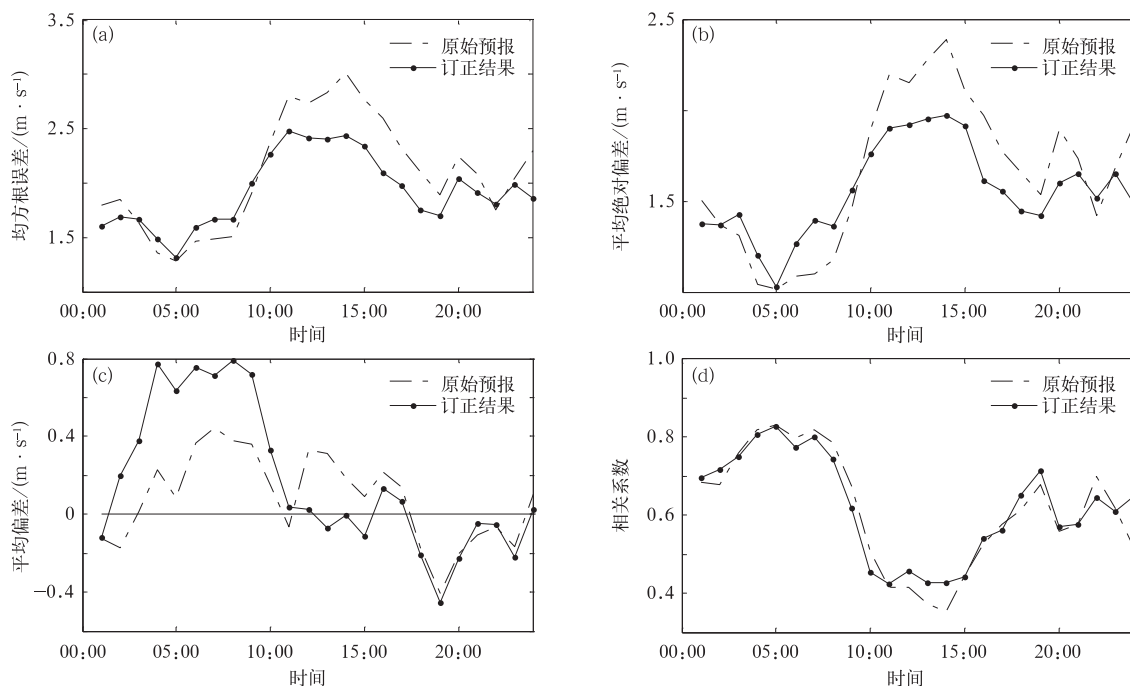 (a)
原始预报
订正结果
3.5
2.5
1.5
均方根误差/(m·s⁻¹)
00:00 05:00 10:00 15:00 20:00
时间
(b)
原始预报
订正结果
2.5
1.5
平均绝对偏差/(m·s⁻¹)
00:00 05:00 10:00 15:00 20:00
时间
(c)
原始预报
订正结果
0.8
0.4
0
−0.4
平均偏差/(m·s⁻¹)
00:00 05:00 10:00 15:00 20:00
时间
(d)
原始预报
订正结果
1.0
0.8
0.6
0.4
相关系数
00:00 05:00 10:00 15:00 20:00
时间